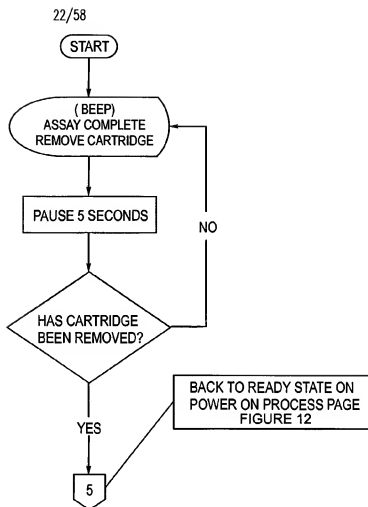 22/58
START
( BEEP)
ASSAY COMPLETE
REMOVE CARTRIDGE
PAUSE 5 SECONDS
NO
HAS CARTRIDGE
BEEN REMOVED?
BACK TO READY STATE ON
POWER ON PROCESS PAGE
FIGURE 12
YES
5